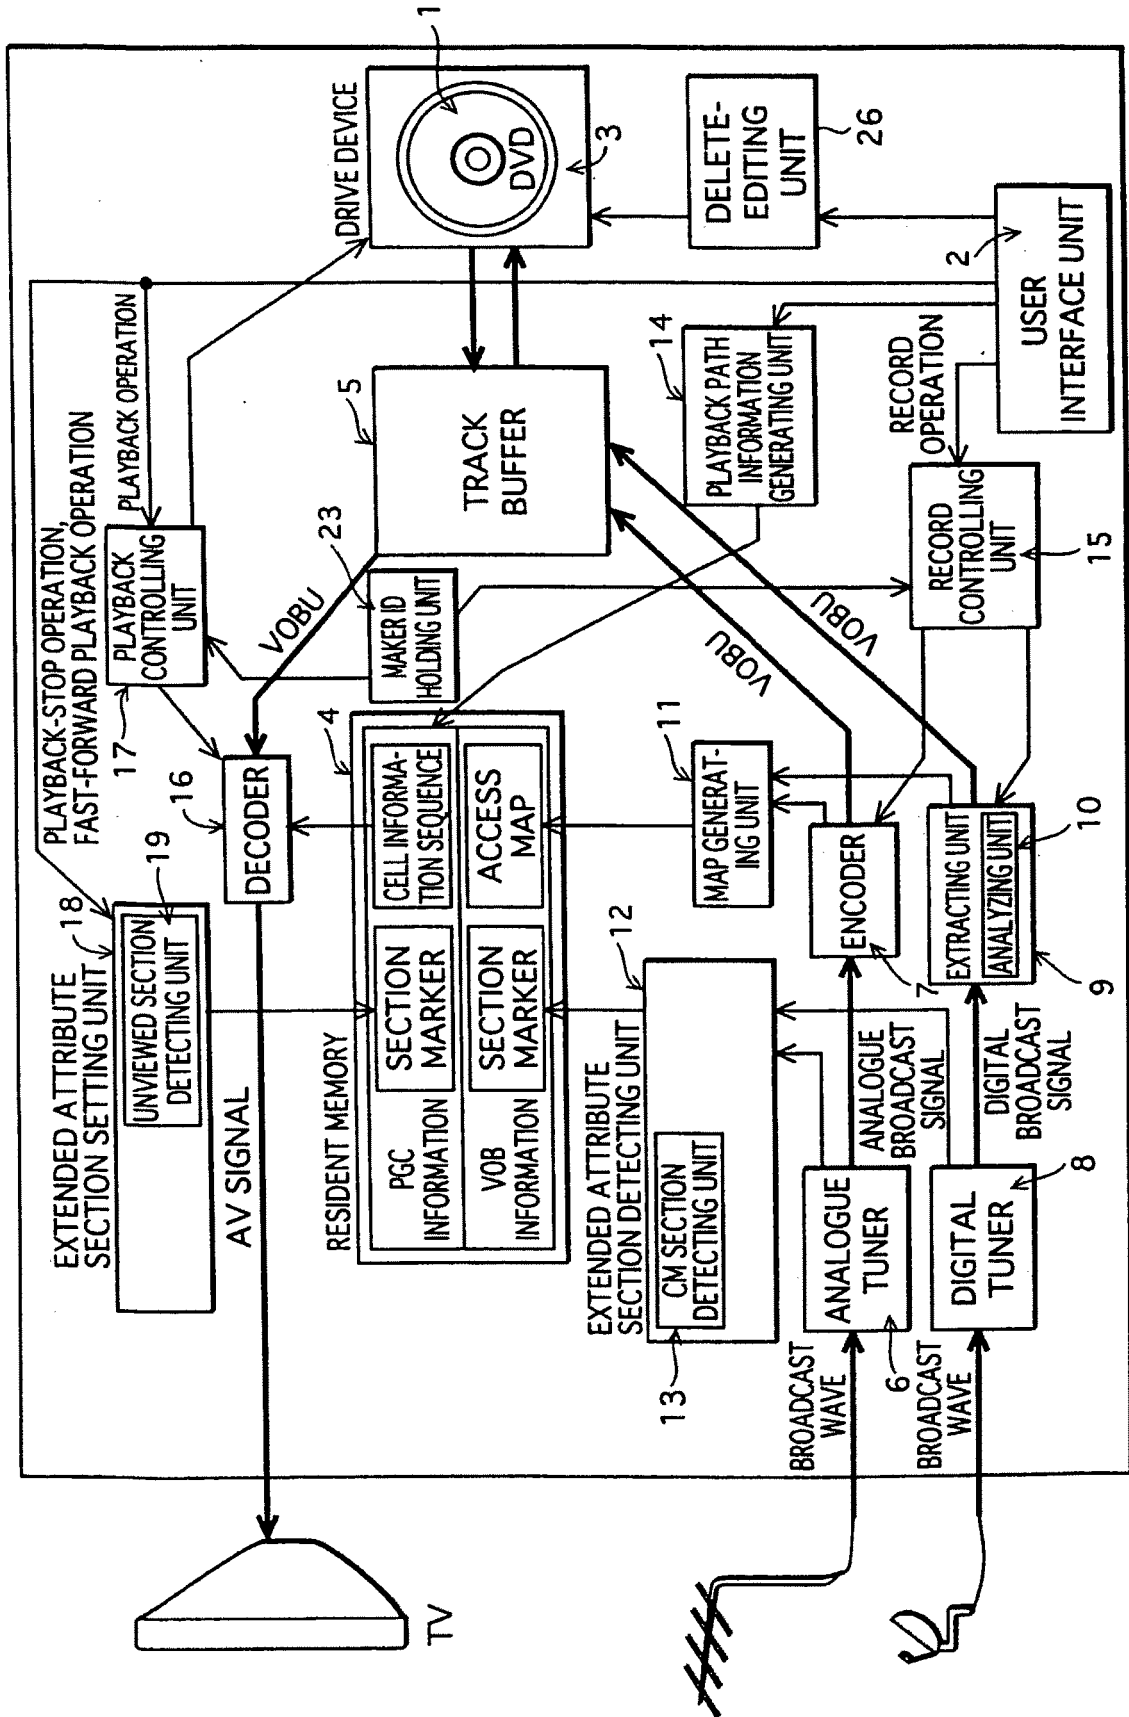 PLAYBACK-STOP OPERATION,
FAST-FORWARD PLAYBACK OPERATION
PLAYBACK OPERATION
EXTENDED ATTRIBUTE
SECTION SETTING UNIT
18
UNVIEWED SECTION
DETECTING UNIT
19
17
PLAYBACK
CONTROLLING
UNIT
DRIVE DEVICE
1
DVD
3
AV SIGNAL
16
DECODER
VOBU
23
MAKER ID
HOLDING UNIT
5
TRACK
BUFFER
TV
RESIDENT MEMORY
4
PGC
INFORMATION
SECTION
MARKER
CELL INFORMA-
TION SEQUENCE
VOB
INFORMATION
SECTION
MARKER
ACCESS
MAP
EXTENDED ATTRIBUTE
SECTION DETECTING UNIT
12
CM SECTION
DETECTING UNIT
13
11
MAP GENERAT-
ING UNIT
VOBU
VOBU
14
PLAYBACK PATH
INFORMATION
GENERATING UNIT
DELETE-
EDITING
UNIT
26
BROADCAST
WAVE
ANALOGUE
TUNER
6
ANALOGUE
BROADCAST
SIGNAL
ENCODER
7
RECORD
OPERATION
RECORD
CONTROLLING
UNIT
15
BROADCAST
WAVE
DIGITAL
TUNER
8
DIGITAL
BROADCAST
SIGNAL
EXTRACTING UNIT
ANALYZING UNIT
9
10
2
USER
INTERFACE UNIT